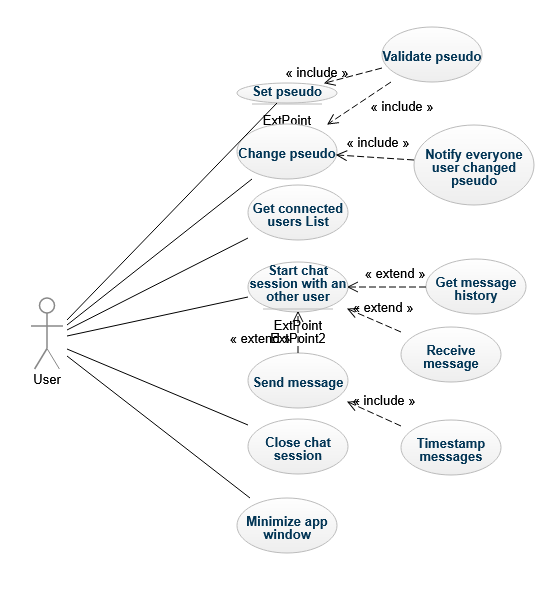 Validate pseudo
« include »
Set pseudo
« include »
ExtPoint
Change pseudo
« include »
Notify everyone
user changed
pseudo
Get connected
users List
Start chat
session with an
other user
« extend »
Get message
history
« extend »
ExtPoint
« extend »
ExtPoint2
Receive
message
Send message
« include »
Timestamp
messages
Close chat
session
User
Minimize app
window